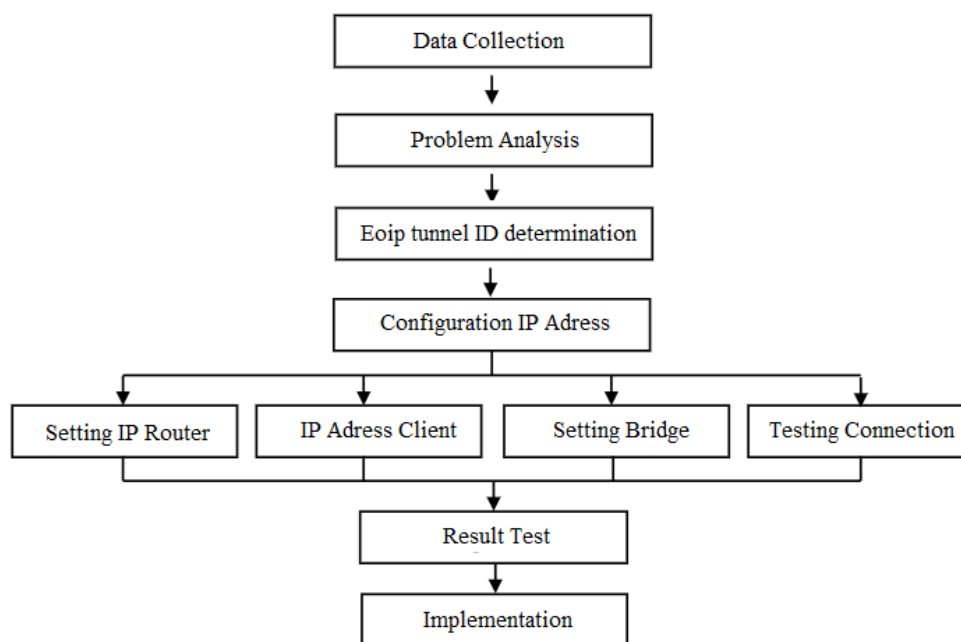 Data Collection
Problem Analysis
Eoip tunnel ID determination
Configuration IP Adress
Setting IP Router
IP Adress Client
Setting Bridge
Testing Connection
Result Test
Implementation